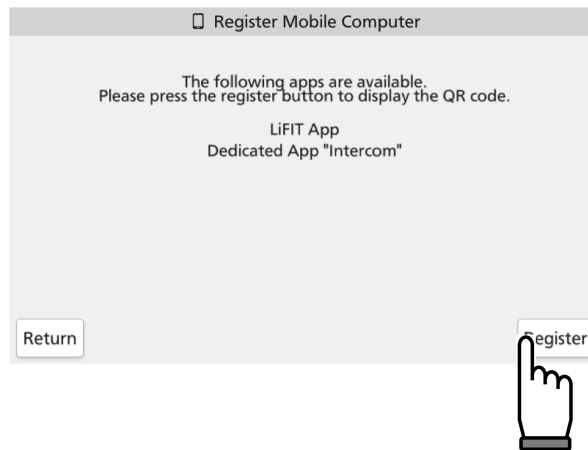 Register Mobile Computer
The following apps are available.
Please press the register button to display the QR code.
LiFIT App
Dedicated App "Intercom"
Return
Register